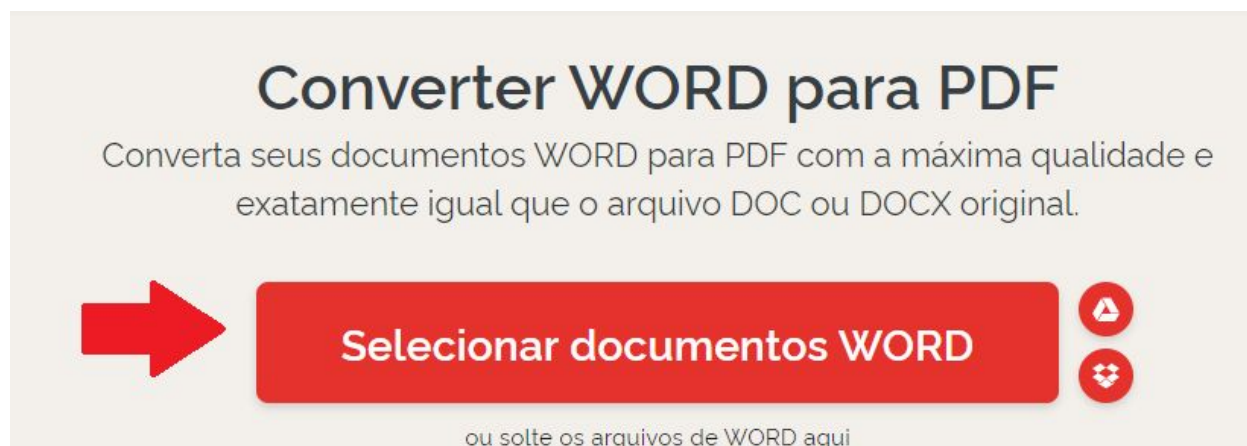 Converter WORD para PDF
Converta seus documentos WORD para PDF com a máxima qualidade e
exatamente igual que o arquivo DOC ou DOCX original.
Selecionar documentos WORD
ou solte os arquivos de WORD aqui